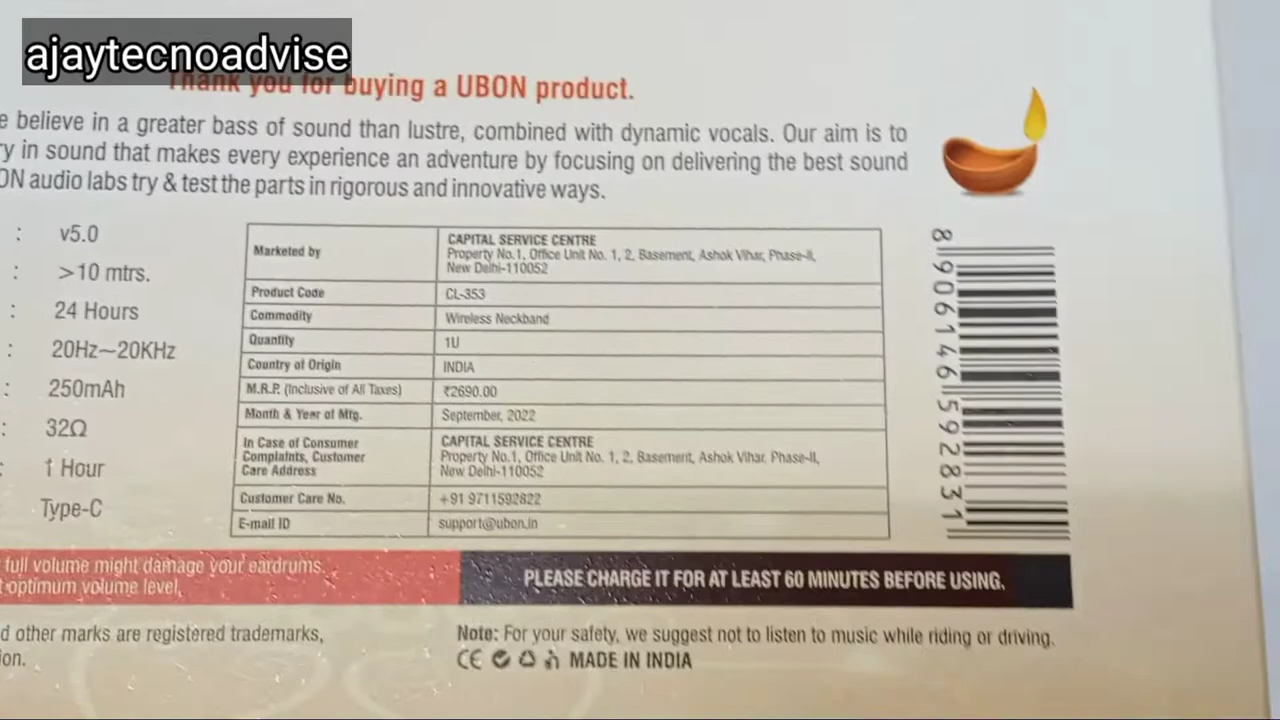 ajaytecnoadvise
Thank you for buying a UBON product.
e believe in a greater bass of sound than lustre, combined with dynamic vocals. Our aim is to
ry in sound that makes every experience an adventure by focusing on delivering the best sound
ON audio labs try & test the parts in rigorous and innovative ways.
: v5.0
: >10 mtrs.
: 24 Hours
: 20Hz~20KHz
: 250mAh
: 32Ω
: 1 Hour
Type-C
Marketed by
CAPITAL SERVICE CENTRE
Property No.1, Office Unit No. 1, 2, Basement, Ashok Vihar, Phase-II,
New Delhi-110052
Product Code CL-353
Commodity Wireless Neckband
Quantity 1U
Country of Origin INDIA
M.R.P. (Inclusive of All Taxes) ₹2690.00
Month & Year of Mfg. September, 2022
In Case of Consumer
Complaints, Customer
Care Address
CAPITAL SERVICE CENTRE
Property No.1, Office Unit No. 1, 2, Basement, Ashok Vihar, Phase-II,
New Delhi-110052
Customer Care No. +91 9711592822
E-mail ID support@ubon.in
8 906146 592831
full volume might damage your eardrums.
t optimum volume level,
PLEASE CHARGE IT FOR AT LEAST 60 MINUTES BEFORE USING.
d other marks are registered trademarks,
ion.
Note: For your safety, we suggest not to listen to music while riding or driving.
CE MADE IN INDIA